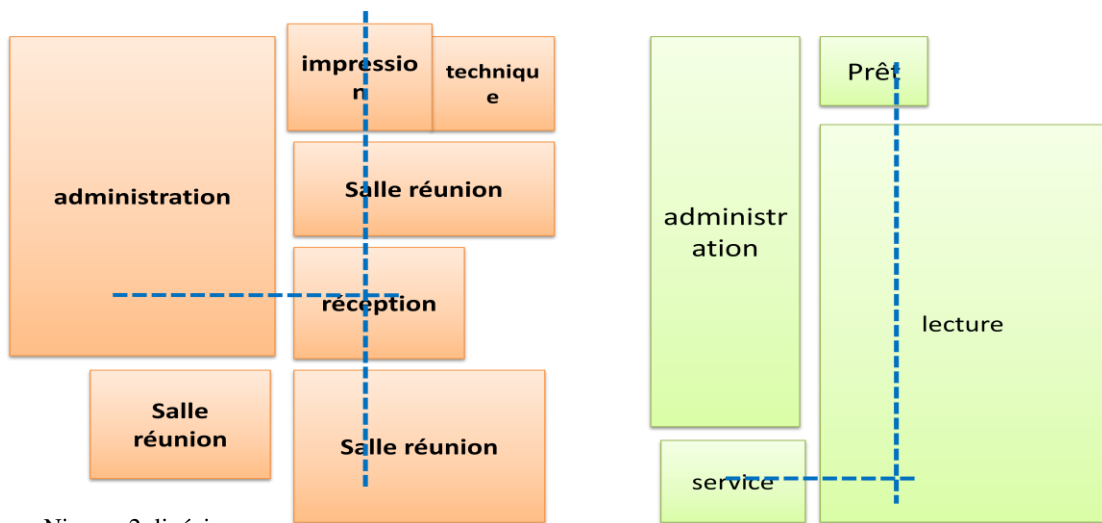 impressio
n
techniqu
e
administration
Salle réunion
réception
Salle
réunion
Salle réunion
Prêt
administr
ation
lecture
service